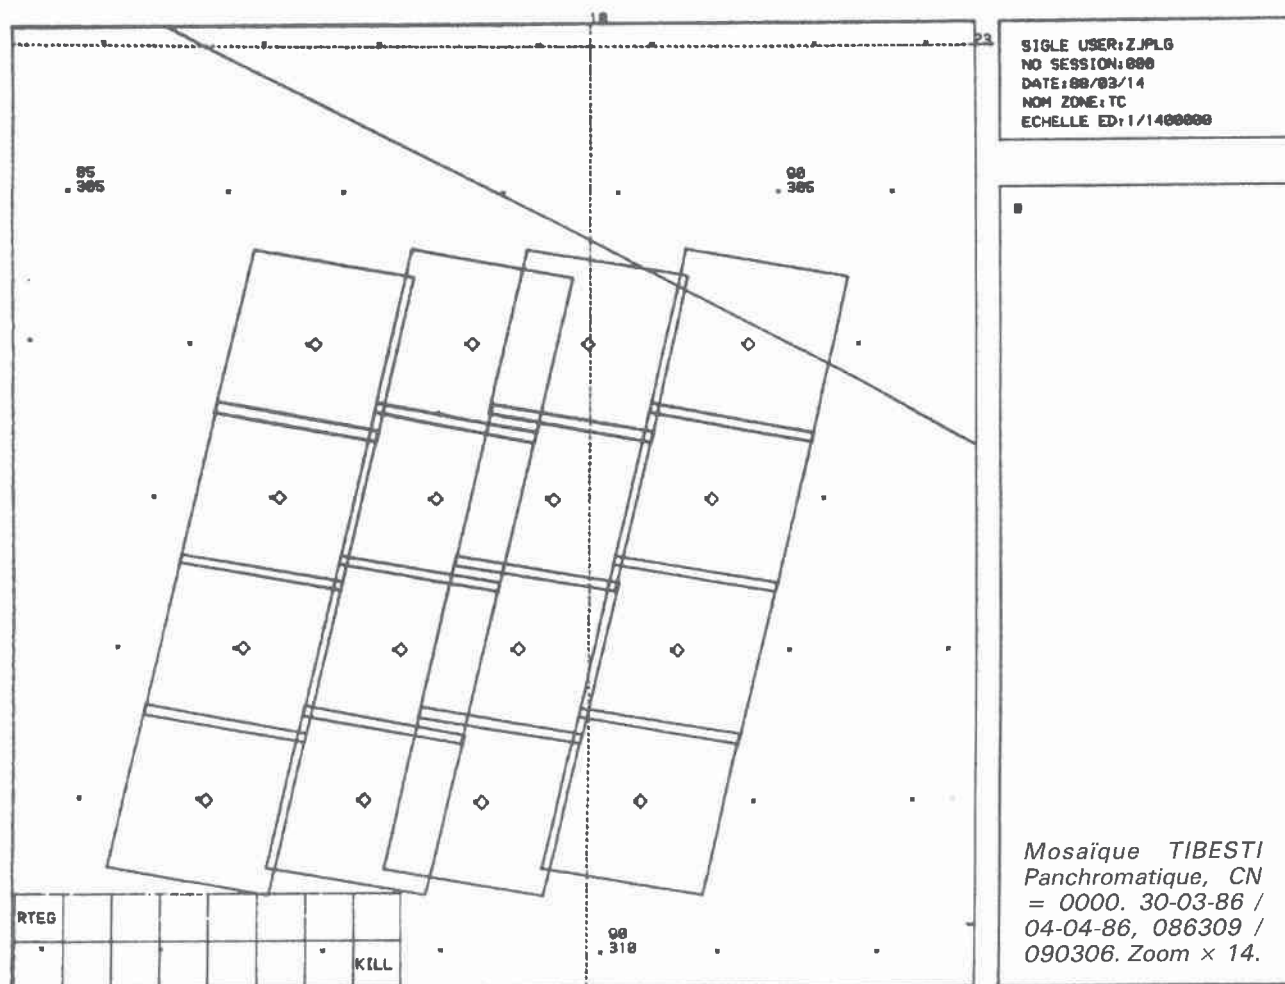 18
23
SIGLE USER:ZJPLG
NO SESSION:000
DATE:88/03/14
NOM ZONE:TC
ECHELLE ED:1/1400000
85
305
90
305
Mosaïque TIBESTI
Panchromatique, CN
= 0000. 30-03-86 /
04-04-86, 086309 /
090306. Zoom × 14.
RTEG
KILL
90
310